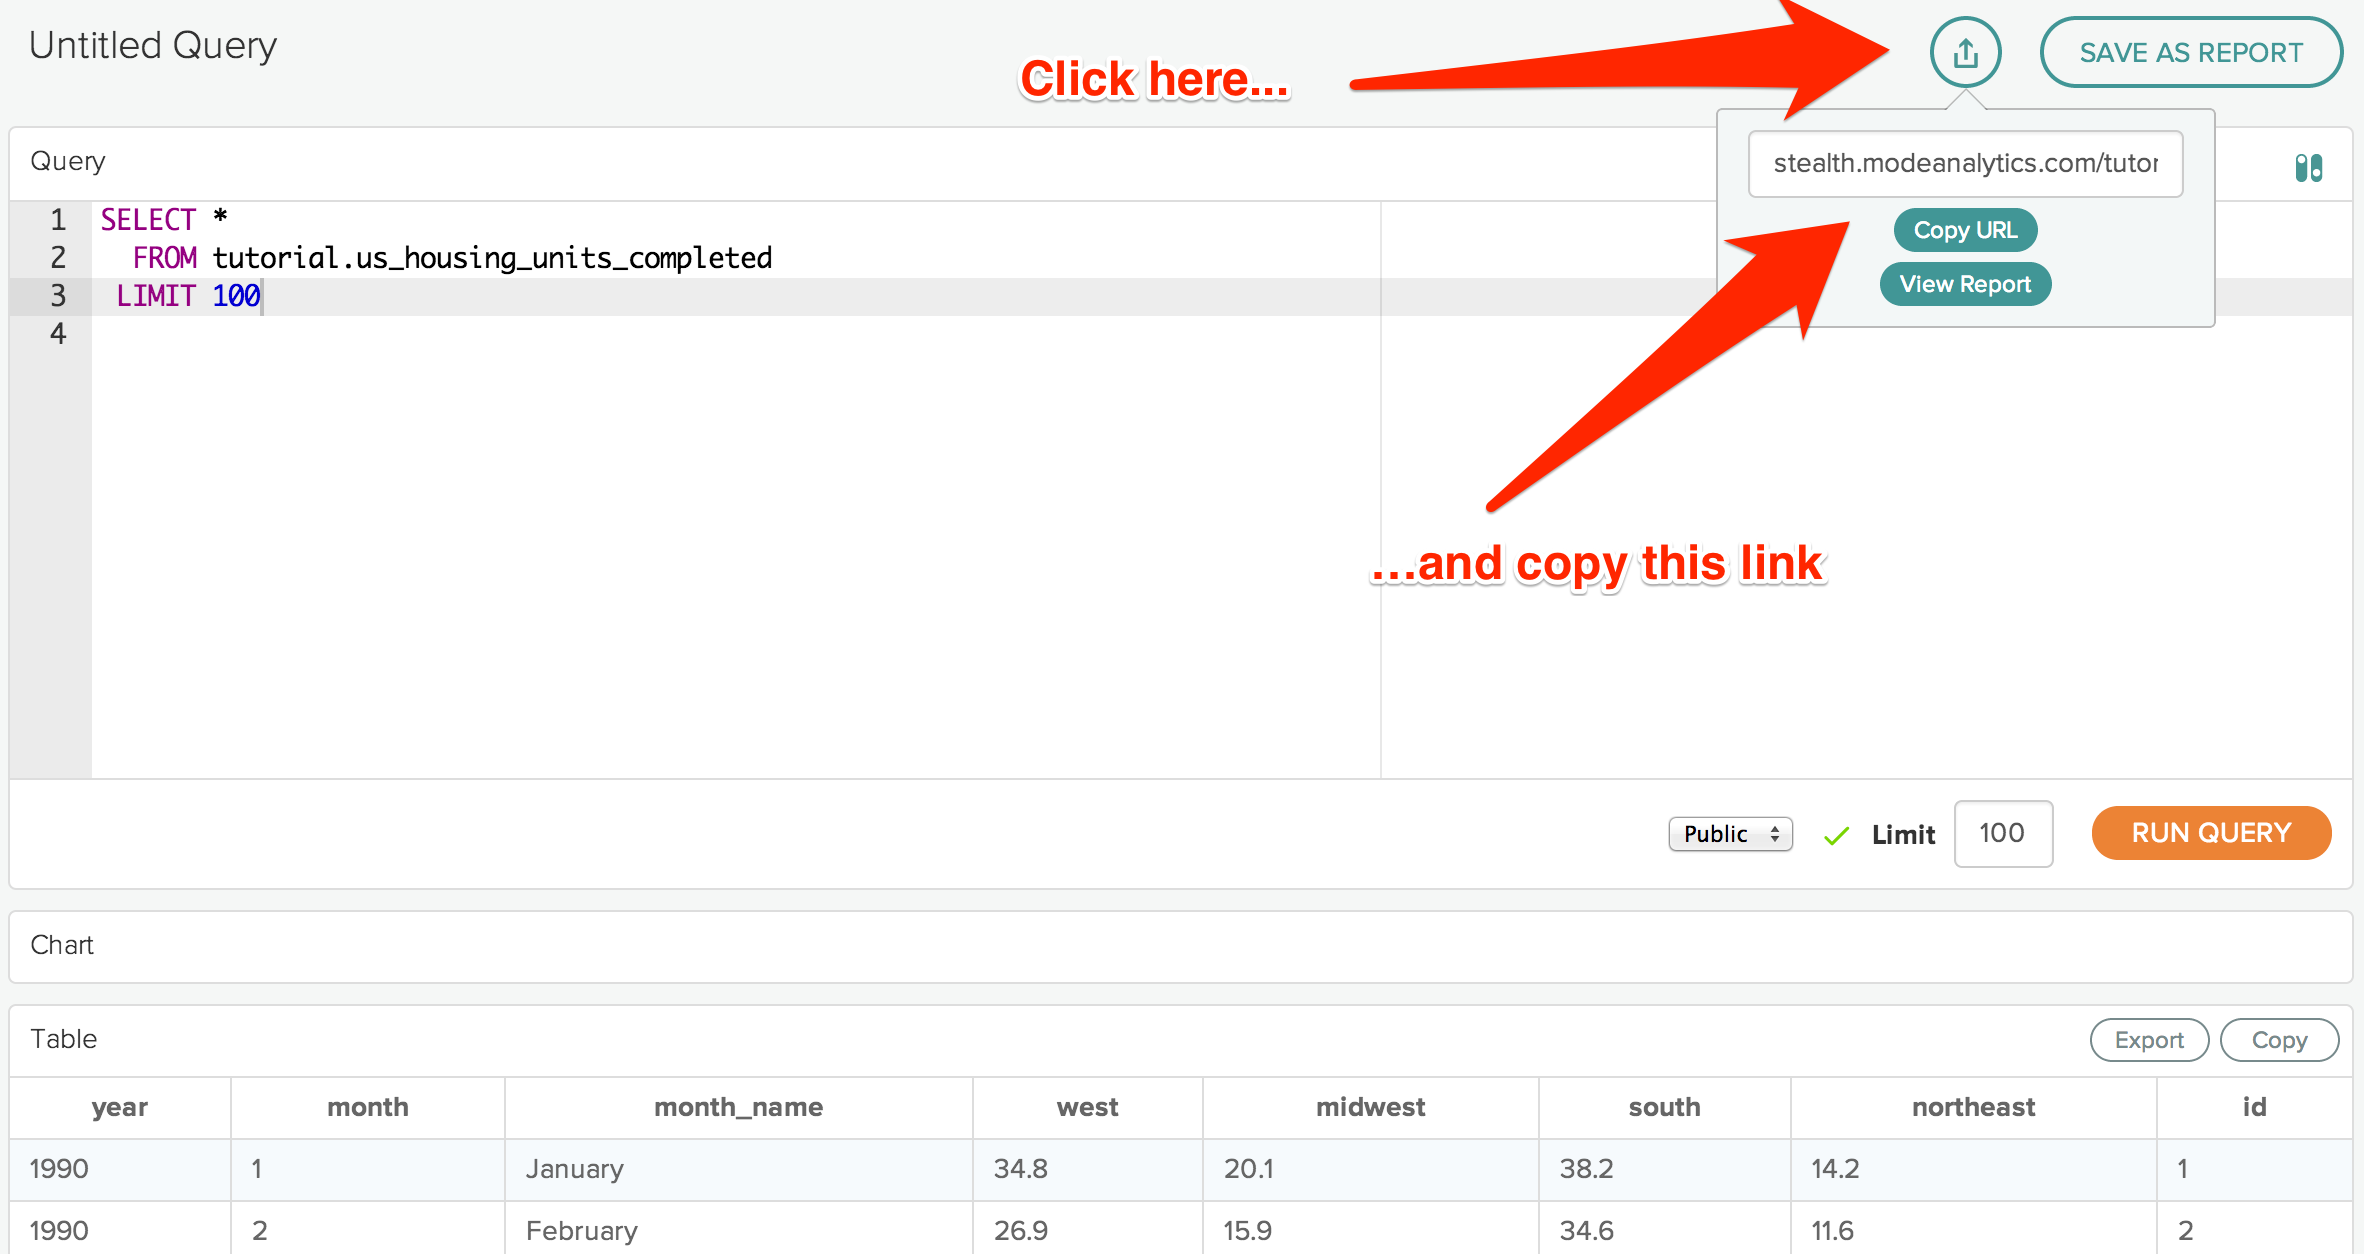 Untitled Query
Click here...
SAVE AS REPORT
Query
stealth.modeanalytics.com/tutor
Copy URL
View Report
1 SELECT *
2 FROM tutorial.us_housing_units_completed
3 LIMIT 100
4
...and copy this link
Public Limit 100 RUN QUERY
Chart
Table Export Copy
year month month_name west midwest south northeast id
1990 1 January 34.8 20.1 38.2 14.2 1
1990 2 February 26.9 15.9 34.6 11.6 2